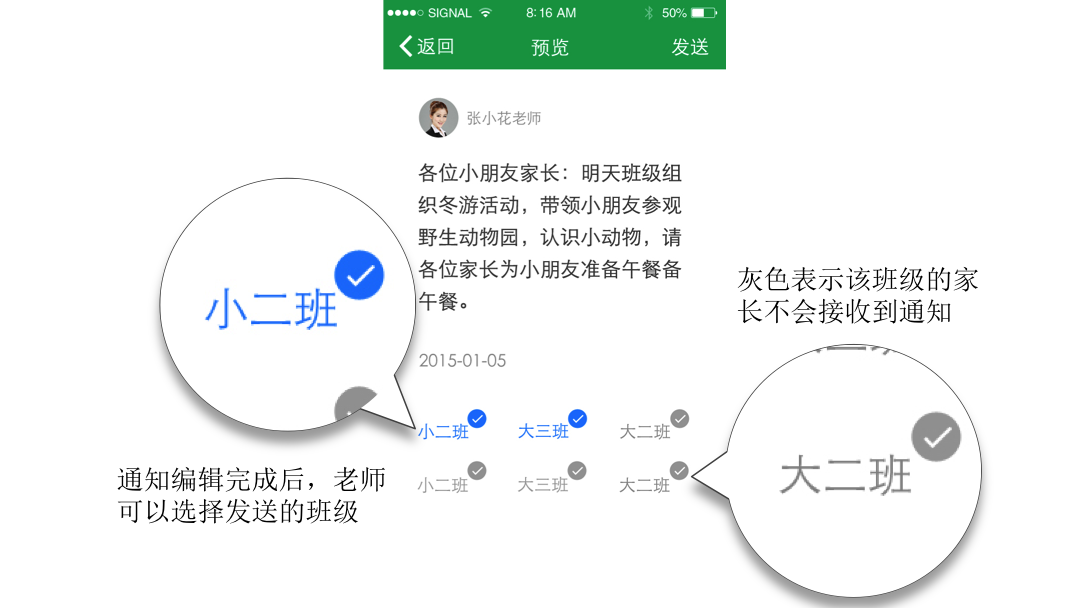 SIGNAL 8:16 AM 50%
返回 预览 发送
张小花老师
各位小朋友家长：明天班级组
织冬游活动，带领小朋友参观
野生动物园，认识小动物，请
各位家长为小朋友准备午餐备
午餐。
2015-01-05
小二班 大三班 大二班
小二班 大三班 大二班
小二班
通知编辑完成后，老师
可以选择发送的班级
灰色表示该班级的家
长不会接收到通知
大二班